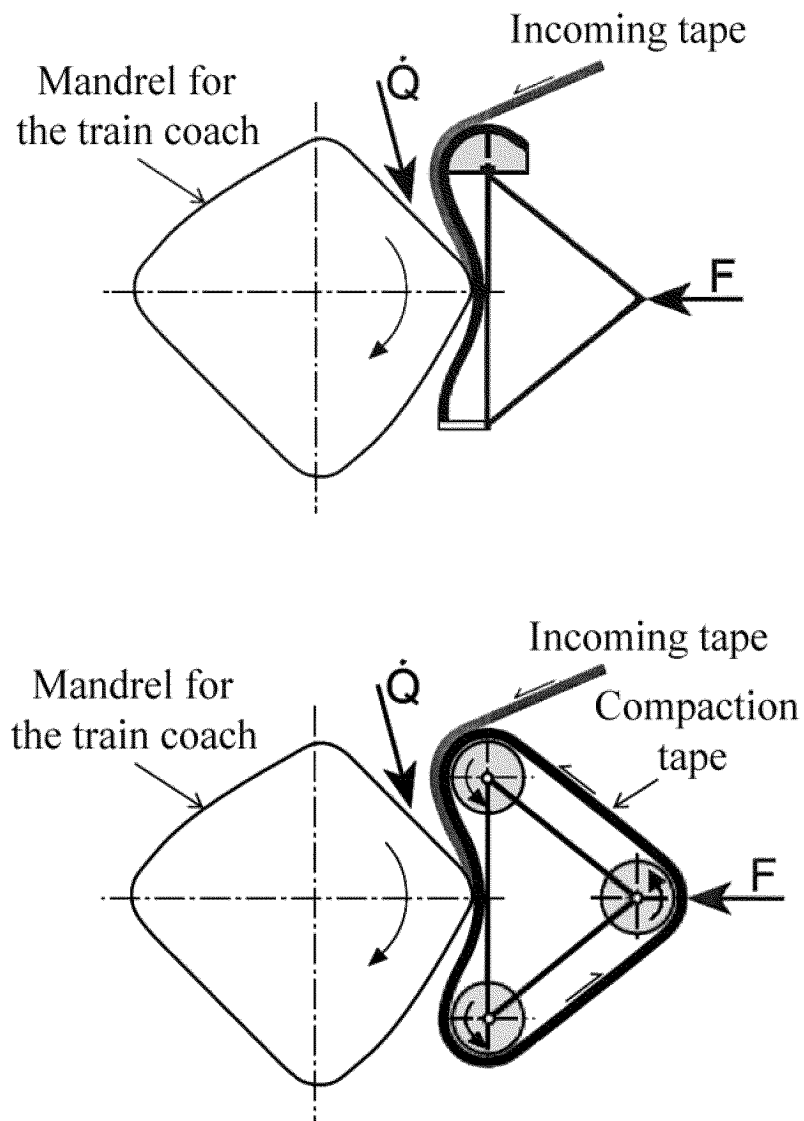 Incoming tape
Mandrel for
the train coach
Q̇
F
Incoming tape
Mandrel for
the train coach
Q̇
Compaction
tape
F